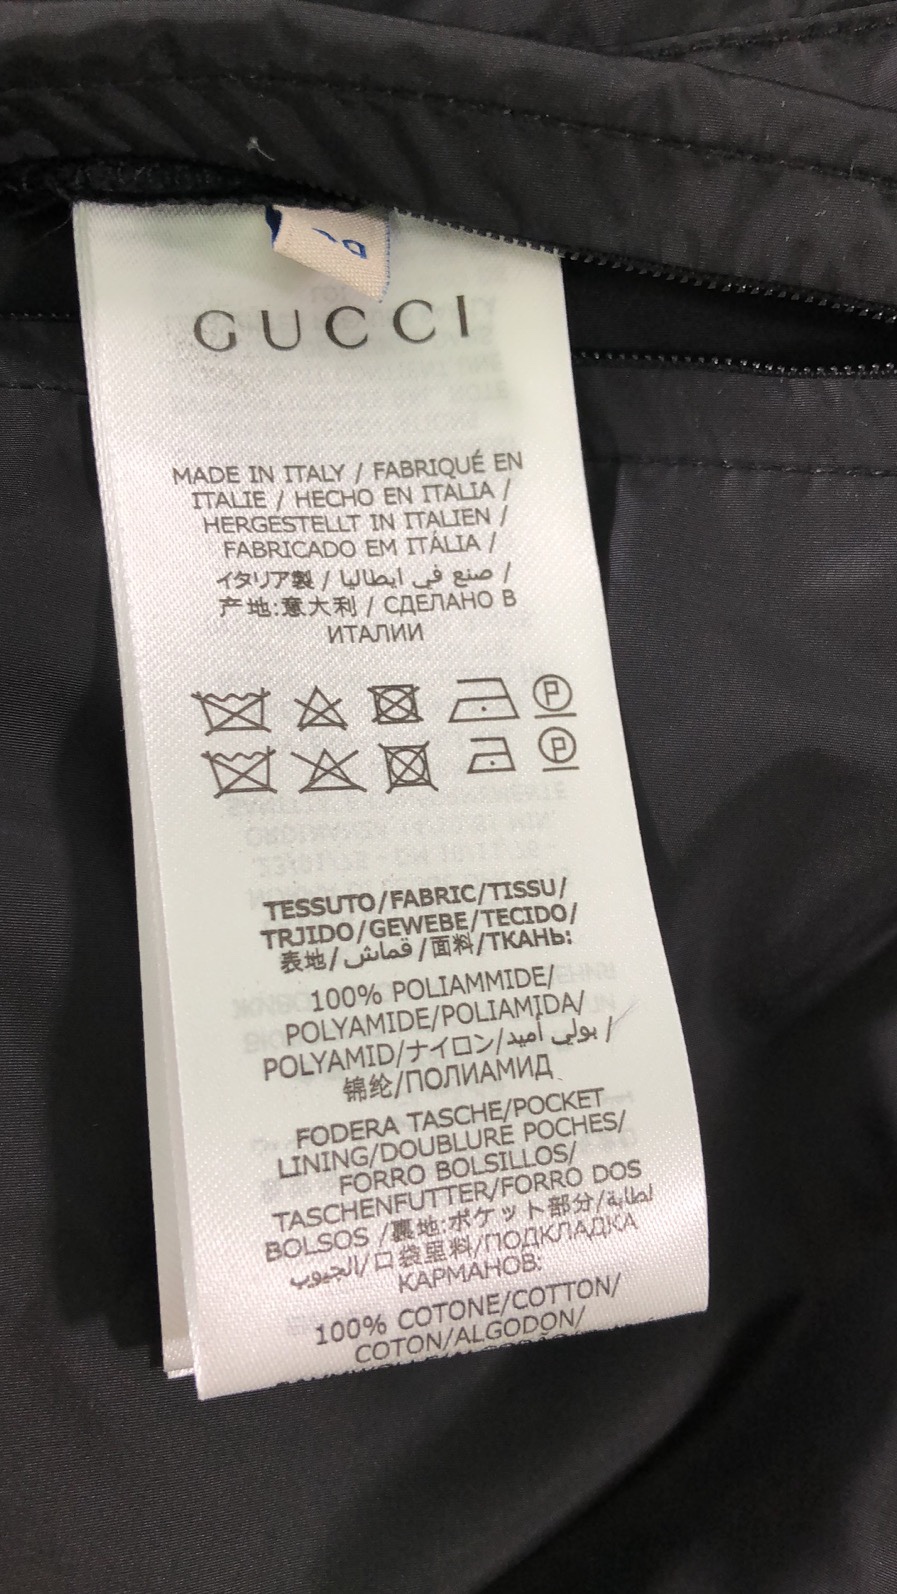 GUCCI
MADE IN ITALY / FABRIQUÉ EN
ITALIE / HECHO EN ITALIA /
HERGESTELLT IN ITALIEN /
FABRICADO EM ITÁLIA /
イタリア製 / صنع في ايطاليا /
产地:意大利 / СДЕЛАНО В
ИТАЛИИ
P
P
TESSUTO/FABRIC/TISSU/
TRJIDO/GEWEBE/TECIDO/
表地/قماش/面料/ТКАНЬ:
100% POLIAMMIDE/
POLYAMIDE/POLIAMIDA/
POLYAMID/ナイロン/بولي أميد/
锦纶/ПОЛИАМИД
FODERA TASCHE/POCKET
LINING/DOUBLURE POCHES/
FORRO BOLSILLOS/
TASCHENFUTTER/FORRO DOS
BOLSOS /裏地:ポケット部分/لطاية
الجيوب/口袋里料/ПОДКЛАДКА
КАРМАНОВ:
100% COTONE/COTTON/
COTON/ALGODON/